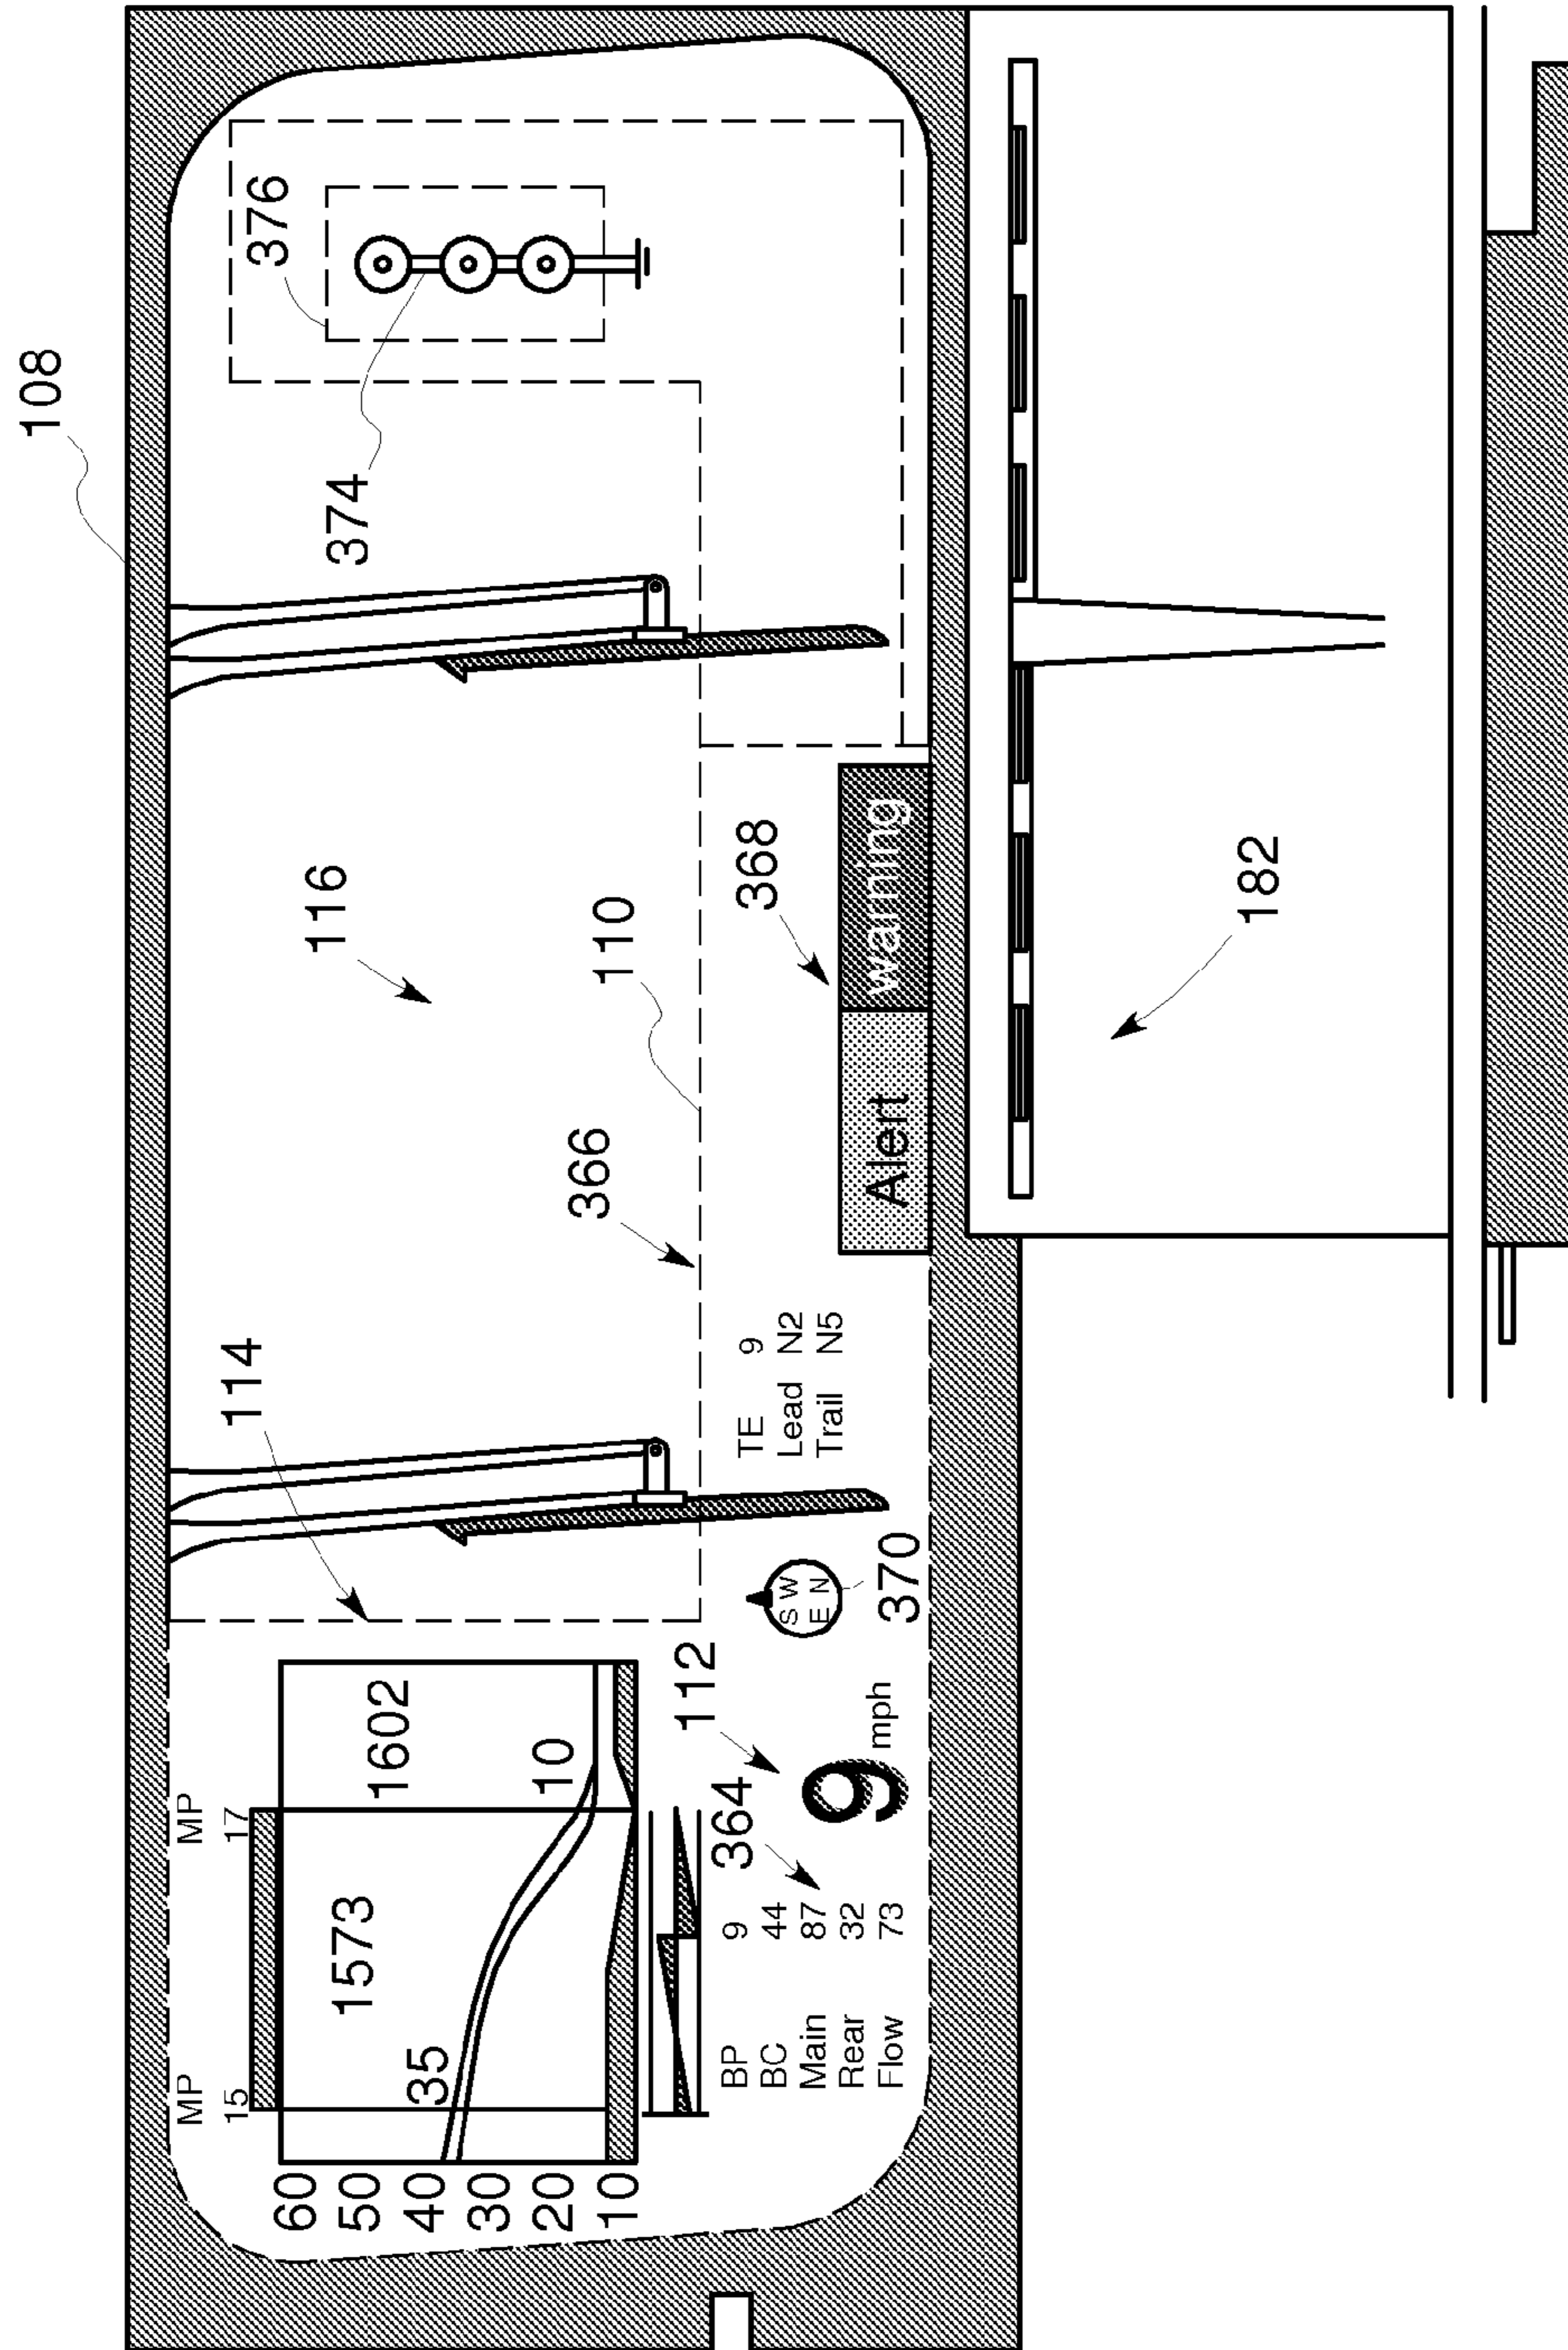 108
376
374
116
110
368
warning
Alert
366
182
114
TE 9
Lead N2
Trail N5
370
S W
E N
112
364
9 mph
MP 15
MP 17
1573
1602
35
10
60
50
40
30
20
10
BP 9
BC 44
Main 87
Rear 32
Flow 73